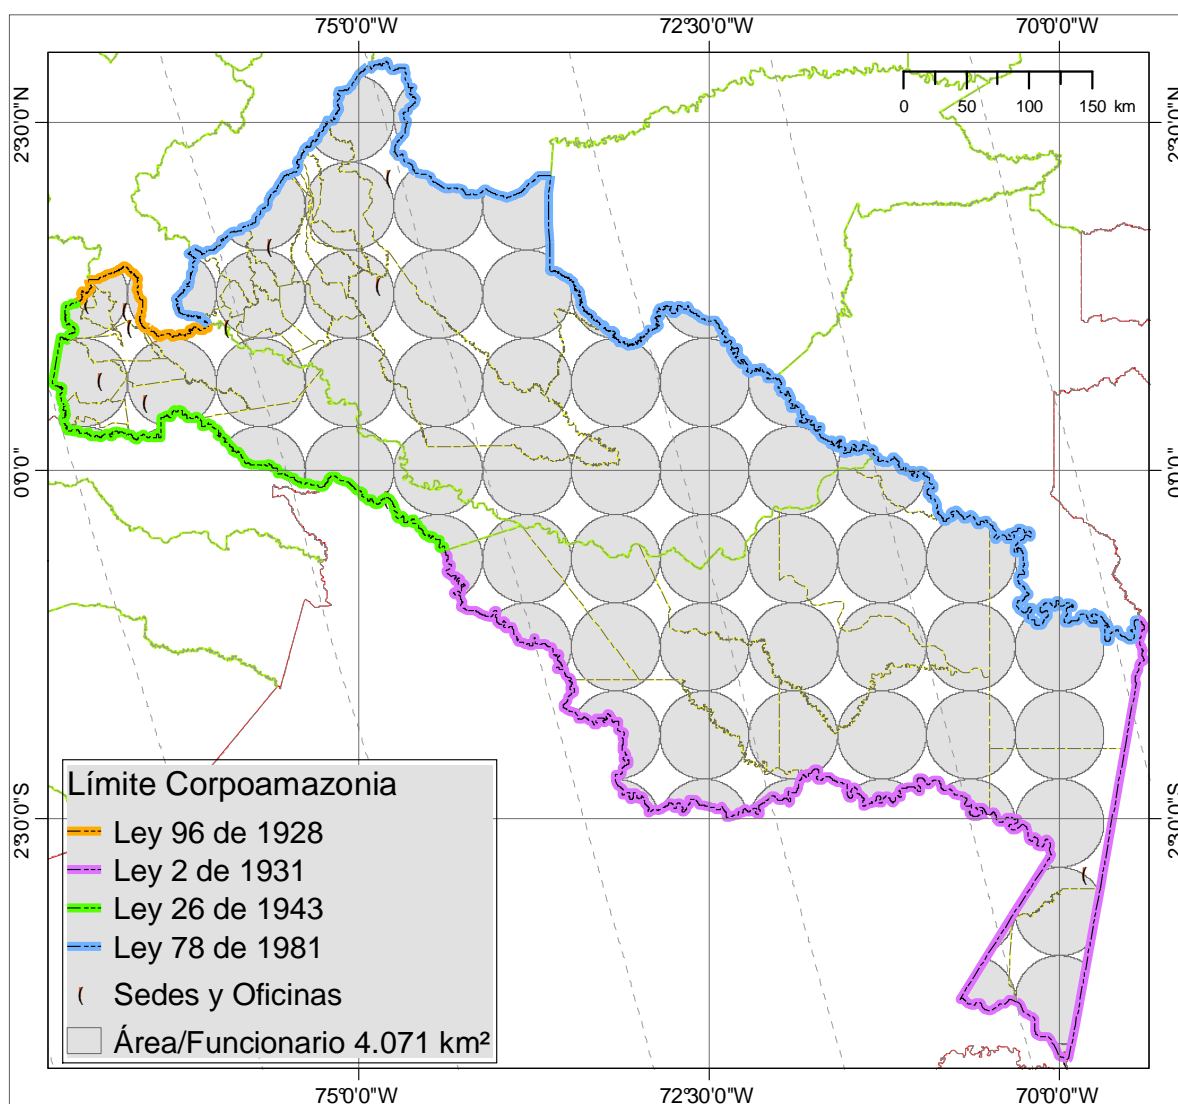 75°0'0"W 72°30'0"W 70°0'0"W
2°30'0"N 2°30'0"N
0 50 100 150 km
0°0'0" 0°0'0"
2°30'0"S 2°30'0"S
Límite Corpoamazonia
Ley 96 de 1928
Ley 2 de 1931
Ley 26 de 1943
Ley 78 de 1981
Sedes y Oficinas
Área/Funcionario 4.071 km²
75°0'0"W 72°30'0"W 70°0'0"W